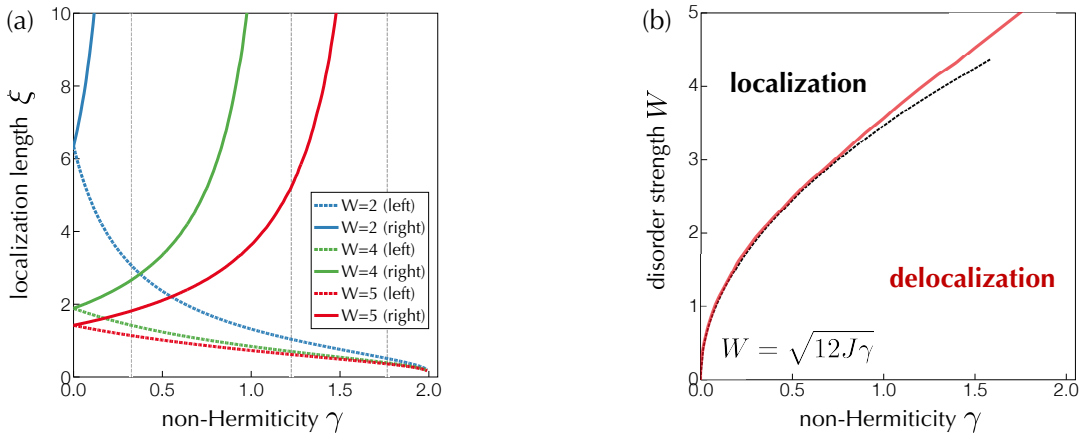 (a)
localization length ξ
10
8
6
4
2
0
0
0.5
1.0
1.5
2.0
non-Hermiticity γ
W=2 (left)
W=2 (right)
W=4 (left)
W=4 (right)
W=5 (left)
W=5 (right)
(b)
disorder strength W
5
4
3
2
1
0
0.0
0.5
1.0
1.5
2.0
non-Hermiticity γ
localization
delocalization
W = √12Jγ